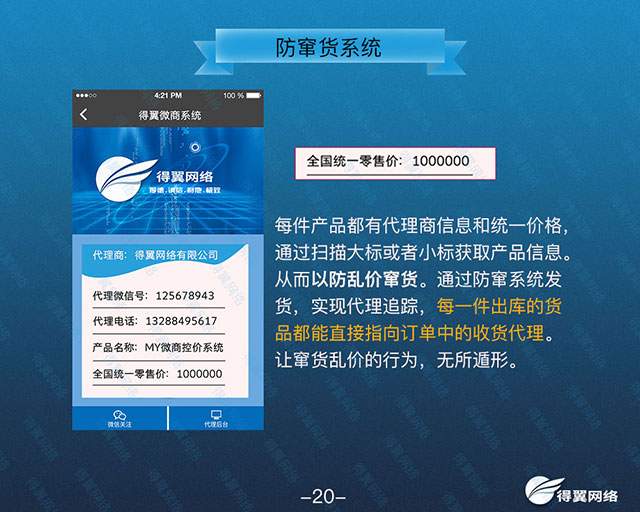 防窜货系统
4:21 PM
100 %
得翼微商系统
得翼网络
厚德.诚信.利他.极致
代理商：得翼网络有限公司
代理微信号：125678943
代理电话：13288495617
产品名称：MY微商控价系统
全国统一零售价：1000000
微信关注
代理后台
全国统一零售价：1000000
每件产品都有代理商信息和统一价格，
通过扫描大标或者小标获取产品信息。
从而以防乱价窜货。通过防窜系统发
货，实现代理追踪，每一件出库的货
品都能直接指向订单中的收货代理。
让窜货乱价的行为，无所遁形。
-20-
得翼网络